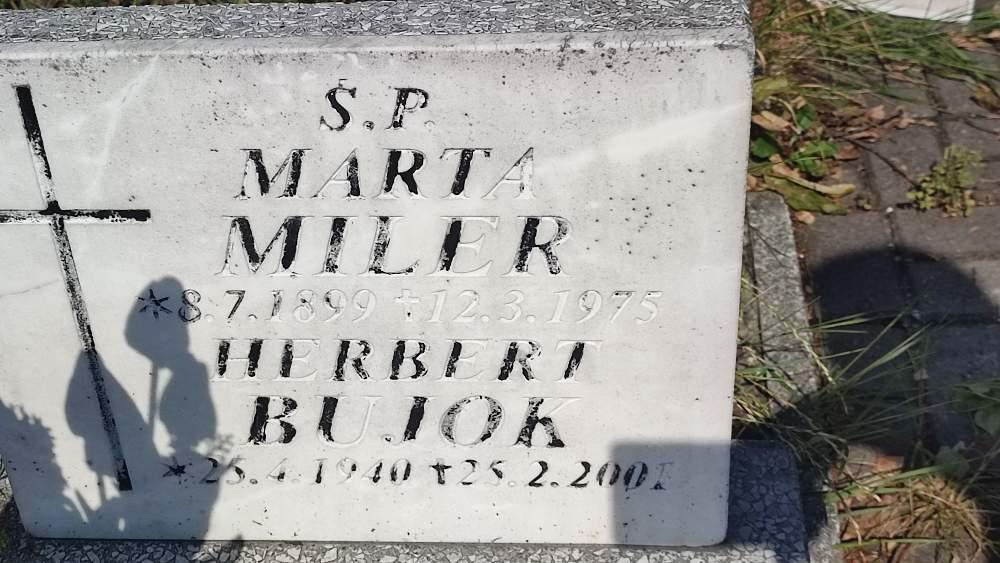 Ś.P.
MARTA
MILER
*8.7.1899 †12.3.1975
HERBERT
BUJOK
*25.4.1940 †25.2.2001